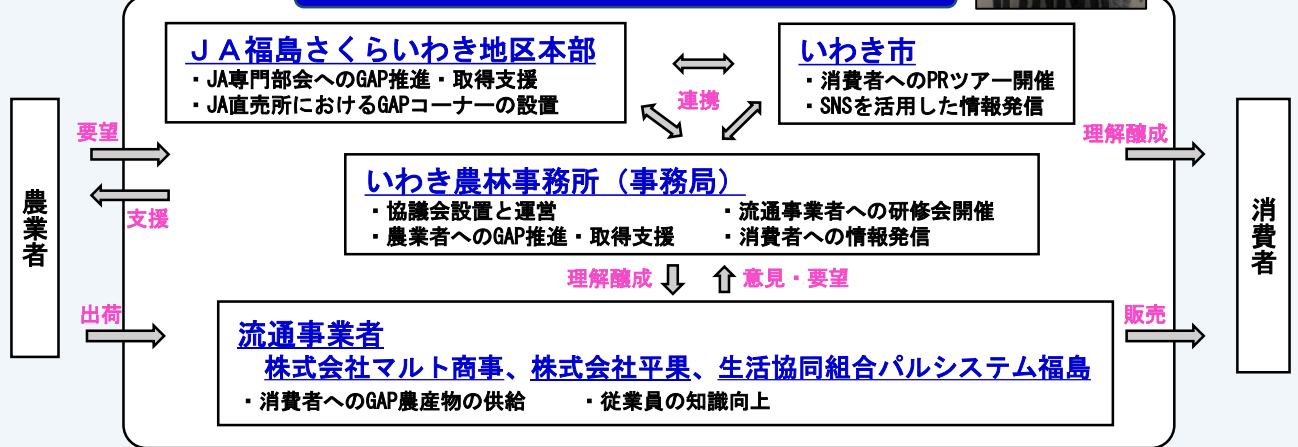 ＪＡ福島さくらいわき地区本部
・JA専門部会へのGAP推進・取得支援
・JA直売所におけるGAPコーナーの設置
連携
いわき市
・消費者へのPRツアー開催
・SNSを活用した情報発信
要望
支援
農業者
理解醸成
消費者
いわき農林事務所（事務局）
・協議会設置と運営
・流通事業者への研修会開催
・農業者へのGAP推進・取得支援
・消費者への情報発信
理解醸成
意見・要望
出荷
販売
流通事業者
株式会社マルト商事、株式会社平果、生活協同組合パルシステム福島
・消費者へのGAP農産物の供給
・従業員の知識向上